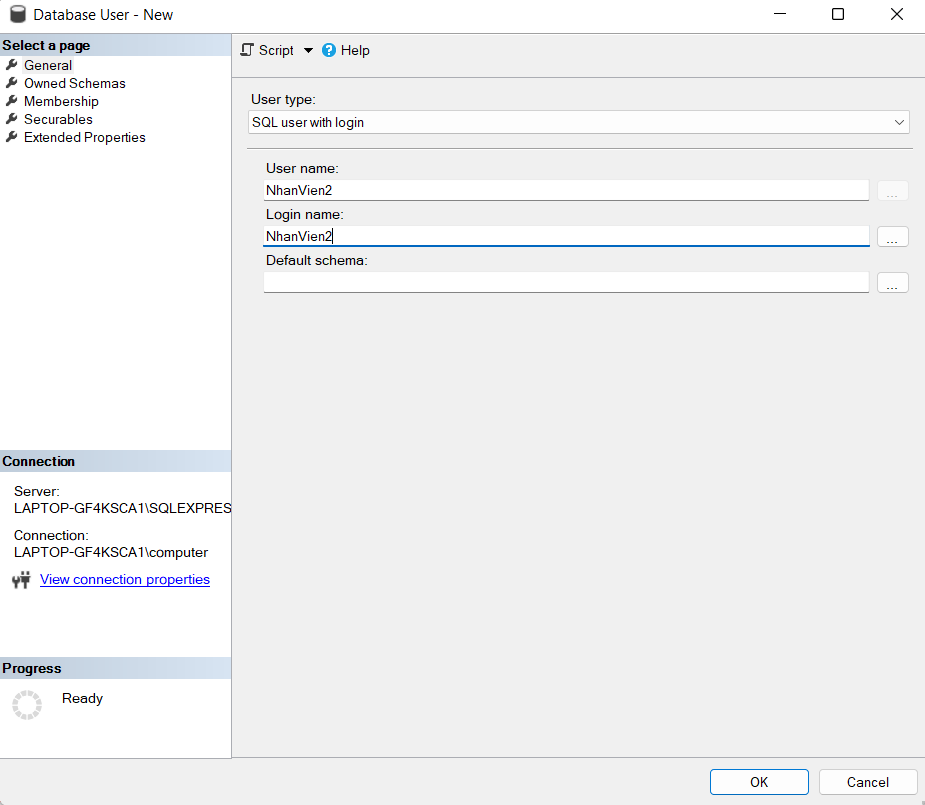 Database User - New
Select a page
General
Owned Schemas
Membership
Securables
Extended Properties
Script
Help
User type:
SQL user with login
User name:
NhanVien2
...
Login name:
NhanVien2
...
Default schema:
...
Connection
Server:
LAPTOP-GF4KSCA1\SQLEXPRES
Connection:
LAPTOP-GF4KSCA1\computer
View connection properties
Progress
Ready
OK
Cancel